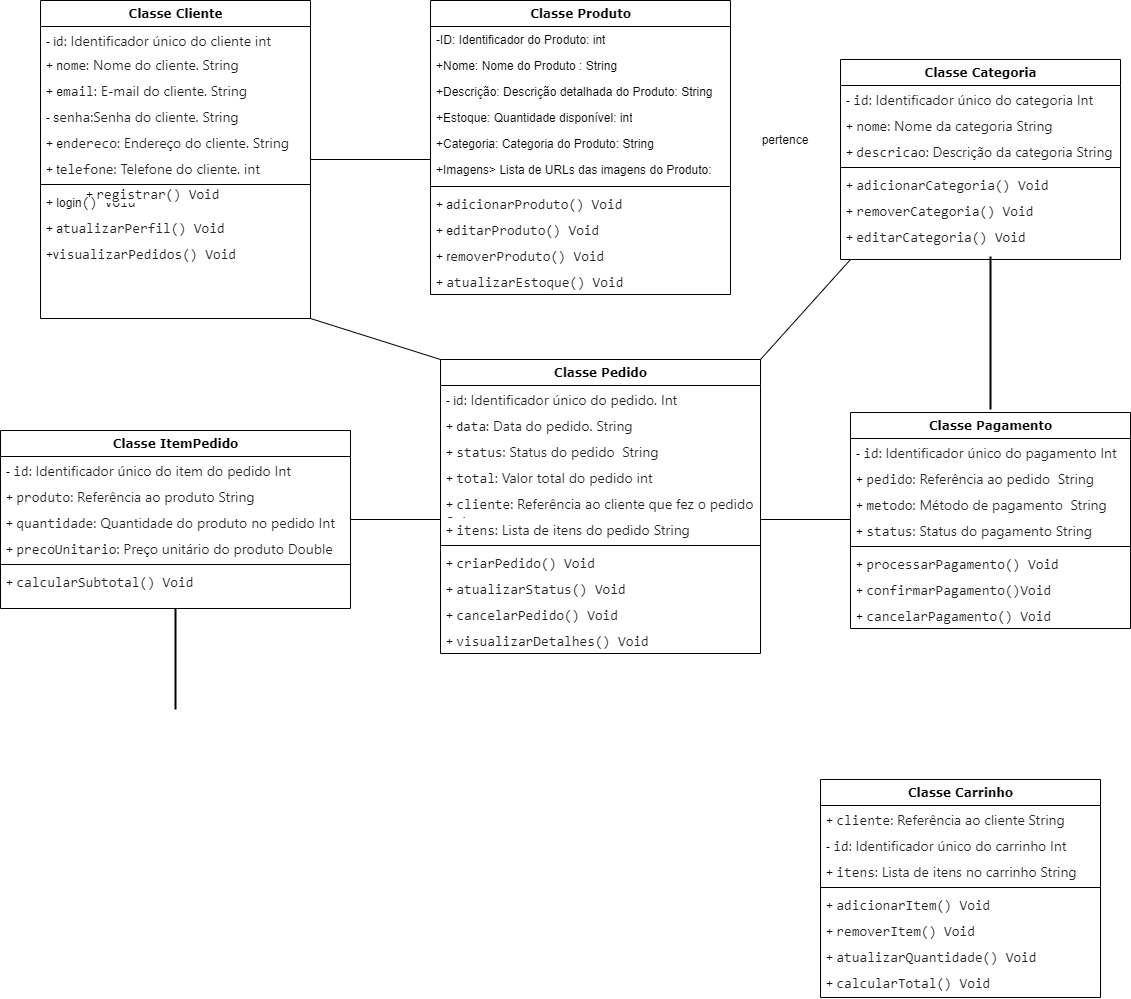 Classe Cliente
- id: Identificador único do cliente int
+ nome: Nome do cliente. String
+ email: E-mail do cliente. String
- senha:Senha do cliente. String
+ endereco: Endereço do cliente. String
+ telefone: Telefone do cliente. int
+ registrar() Void
+ login() Void
+ atualizarPerfil() Void
+visualizarPedidos() Void
Classe Produto
-ID: Identificador do Produto: int
+Nome: Nome do Produto : String
+Descrição: Descrição detalhada do Produto: String
+Estoque: Quantidade disponível: int
+Categoria: Categoria do Produto: String
+Imagens> Lista de URLs das imagens do Produto:
+ adicionarProduto() Void
+ editarProduto() Void
+ removerProduto() Void
+ atualizarEstoque() Void
pertence
Classe Categoria
- id: Identificador único do categoria Int
+ nome: Nome da categoria String
+ descricao: Descrição da categoria String
+ adicionarCategoria() Void
+ removerCategoria() Void
+ editarCategoria() Void
Classe Pedido
- id: Identificador único do pedido. Int
+ data: Data do pedido. String
+ status: Status do pedido  String
+ total: Valor total do pedido int
+ cliente: Referência ao cliente que fez o pedido
+ itens: Lista de itens do pedido String
+ criarPedido() Void
+ atualizarStatus() Void
+ cancelarPedido() Void
+ visualizarDetalhes() Void
Classe ItemPedido
- id: Identificador único do item do pedido Int
+ produto: Referência ao produto String
+ quantidade: Quantidade do produto no pedido Int
+ precoUnitario: Preço unitário do produto Double
+ calcularSubtotal() Void
Classe Pagamento
- id: Identificador único do pagamento Int
+ pedido: Referência ao pedido  String
+ metodo: Método de pagamento  String
+ status: Status do pagamento String
+ processarPagamento() Void
+ confirmarPagamento()Void
+ cancelarPagamento() Void
Classe Carrinho
+ cliente: Referência ao cliente String
- id: Identificador único do carrinho Int
+ itens: Lista de itens no carrinho String
+ adicionarItem() Void
+ removerItem() Void
+ atualizarQuantidade() Void
+ calcularTotal() Void